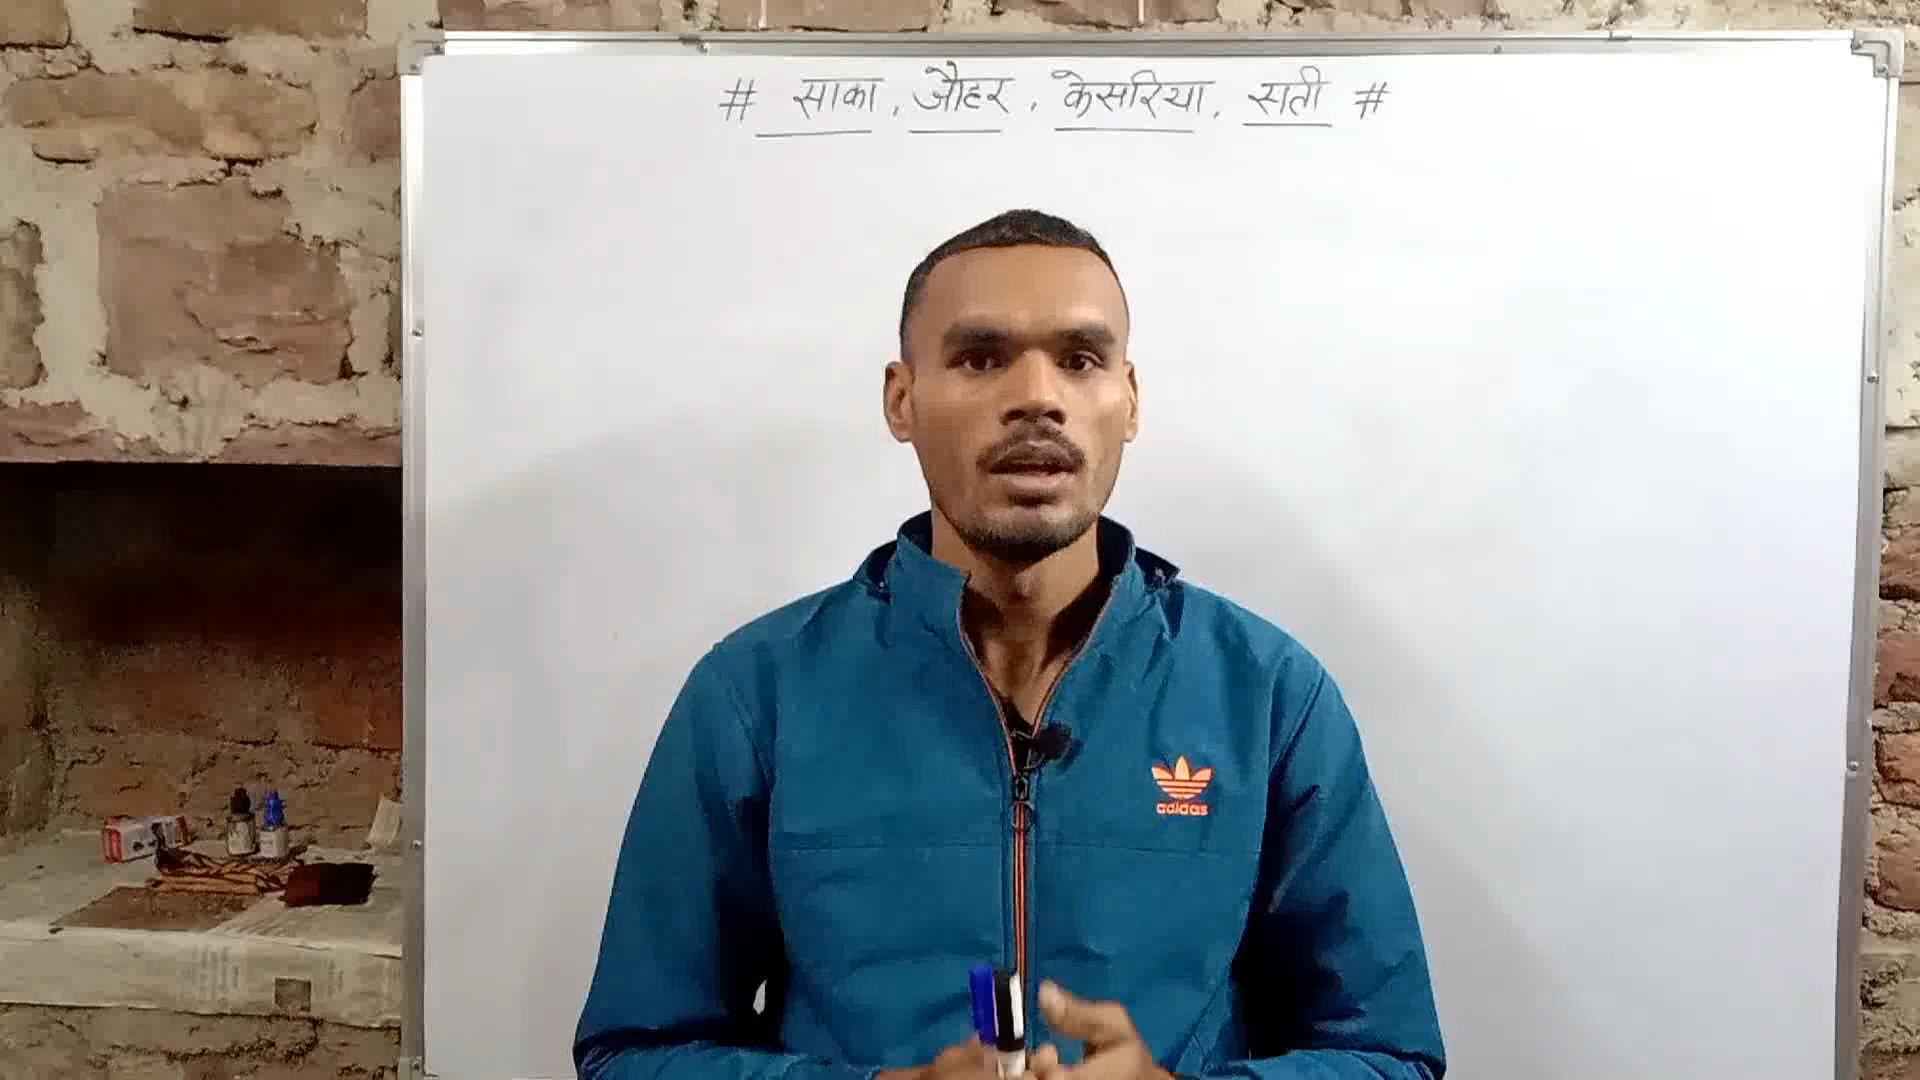 # साका, जौहर, केसरिया, सती #
adidas